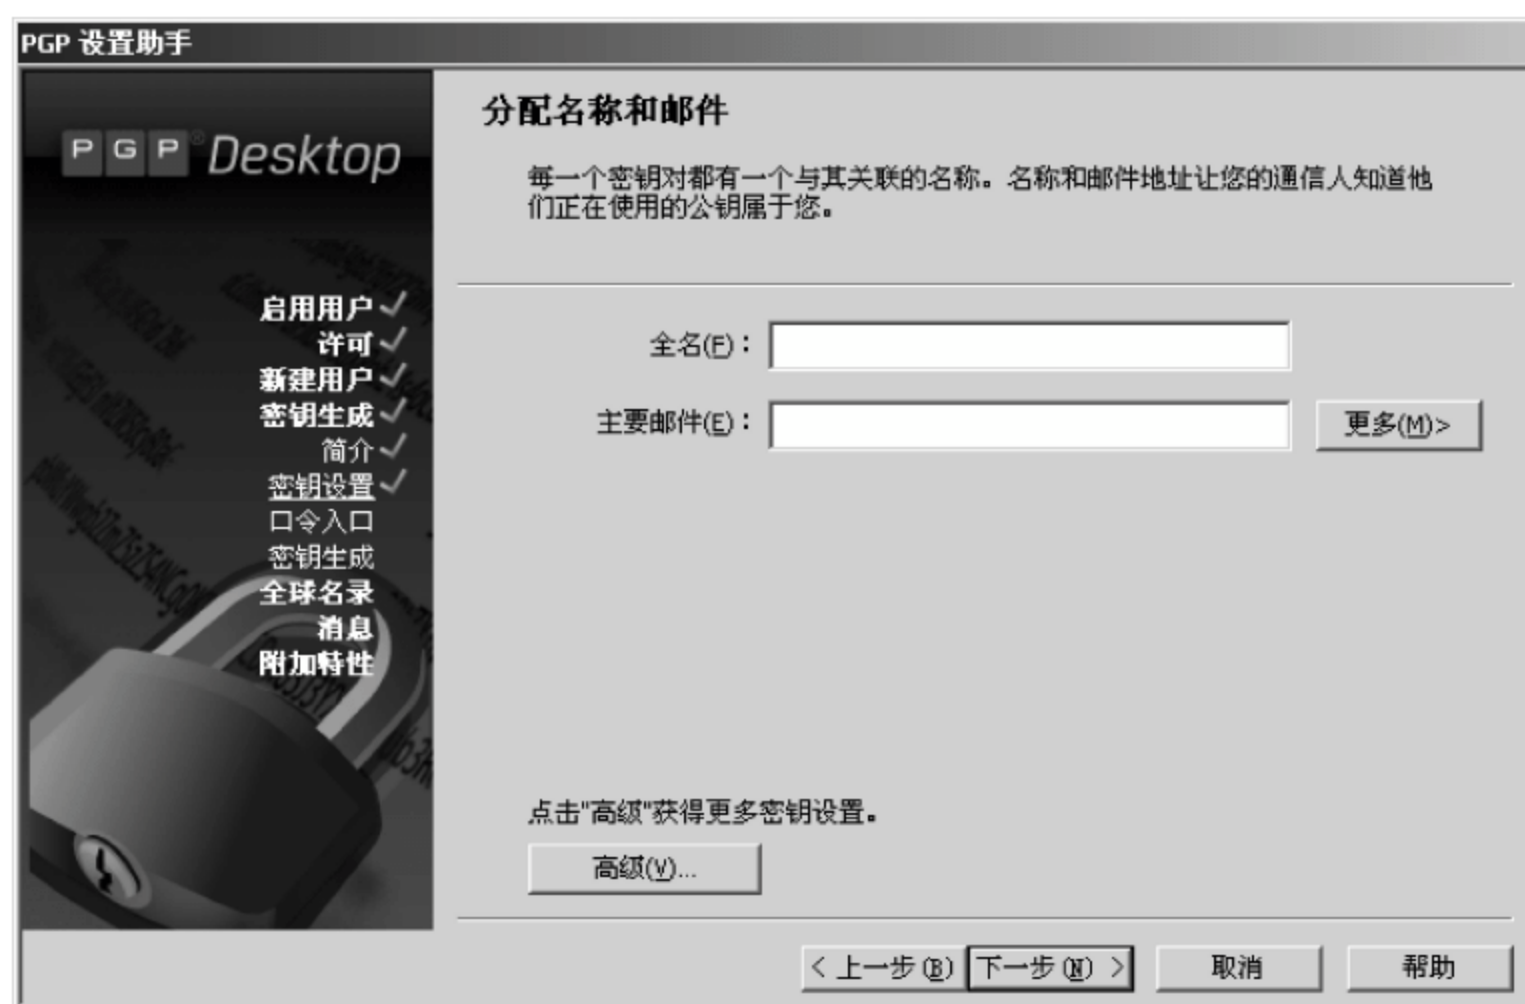 PGP 设置助手
PGP® Desktop
启用用户
许可
新建用户
密钥生成
简介
密钥设置
口令入口
密钥生成
全球名录
消息
附加特性
分配名称和邮件
每一个密钥对都有一个与其关联的名称。名称和邮件地址让您的通信人知道他
们正在使用的公钥属于您。
全名(F)：
主要邮件(E)：
更多(M)>
点击"高级"获得更多密钥设置。
高级(V)...
< 上一步(B) 下一步(N) > 取消 帮助